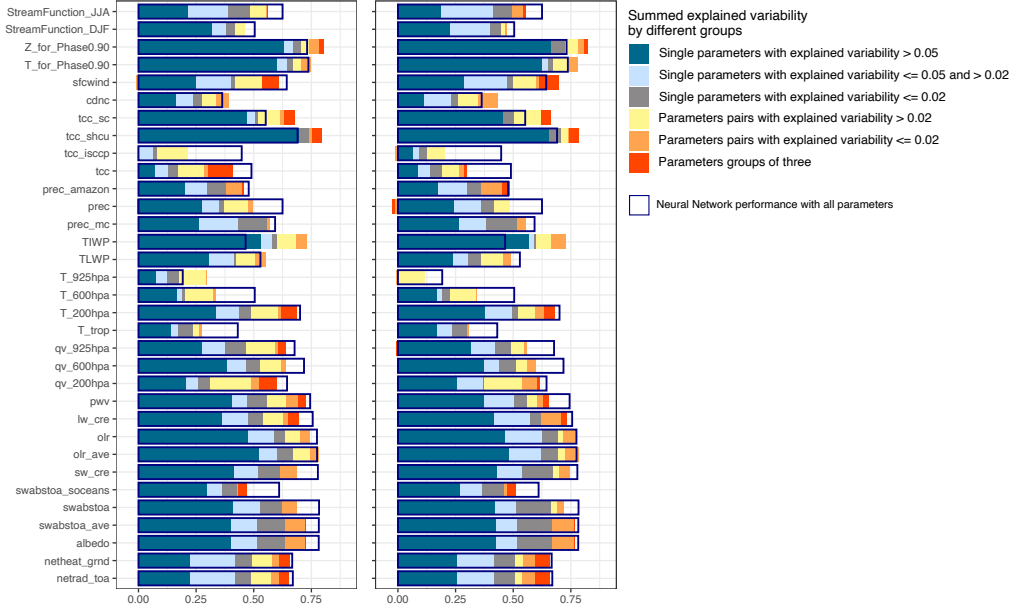 Summed explained variability
by different groups
Single parameters with explained variability > 0.05
Single parameters with explained variability <= 0.05 and > 0.02
Single parameters with explained variability <= 0.02
Parameters pairs with explained variability > 0.02
Parameters pairs with explained variability <= 0.02
Parameters groups of three
Neural Network performance with all parameters
StreamFunction_JJA
StreamFunction_DJF
Z_for_Phase0.90
T_for_Phase0.90
sfcwind
cdnc
tcc_sc
tcc_shcu
tcc_isccp
tcc
prec_amazon
prec
prec_mc
TIWP
TLWP
T_925hpa
T_600hpa
T_200hpa
T_trop
qv_925hpa
qv_600hpa
qv_200hpa
pwv
lw_cre
olr
olr_ave
sw_cre
swabstoa_soceans
swabstoa
swabstoa_ave
albedo
netheat_grnd
netrad_toa
0.00 0.25 0.50 0.75 0.00 0.25 0.50 0.75